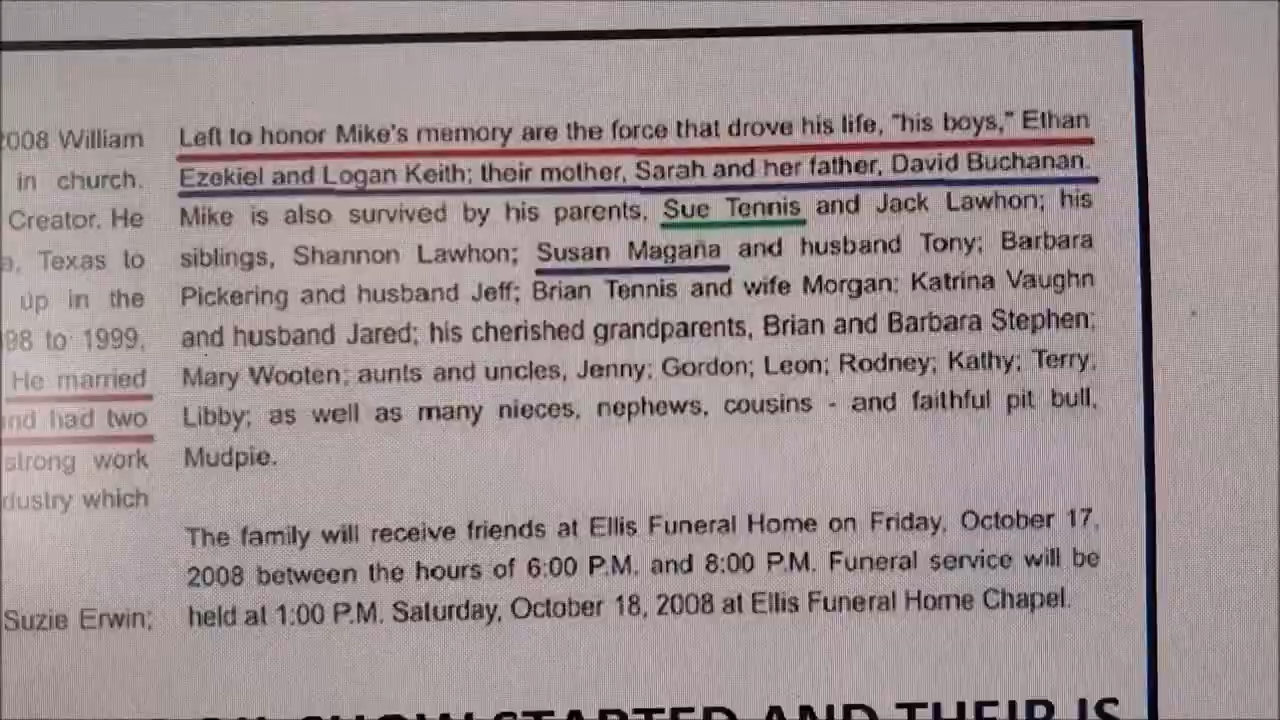 2008 William
in church.
Creator. He
Texas to
up in the
98 to 1999,
He married
and had two
strong work
dustry which
Suzie Erwin;
Left to honor Mike's memory are the force that drove his life, "his boys," Ethan
Ezekiel and Logan Keith; their mother, Sarah and her father, David Buchanan.
Mike is also survived by his parents, Sue Tennis and Jack Lawhon; his
siblings, Shannon Lawhon; Susan Magaña and husband Tony; Barbara
Pickering and husband Jeff; Brian Tennis and wife Morgan; Katrina Vaughn
and husband Jared; his cherished grandparents, Brian and Barbara Stephen;
Mary Wooten; aunts and uncles, Jenny; Gordon; Leon; Rodney; Kathy; Terry;
Libby; as well as many nieces, nephews, cousins - and faithful pit bull,
Mudpie.
The family will receive friends at Ellis Funeral Home on Friday, October 17,
2008 between the hours of 6:00 P.M. and 8:00 P.M. Funeral service will be
held at 1:00 P.M. Saturday, October 18, 2008 at Ellis Funeral Home Chapel.
SHOW STARTED AND THEIR IS